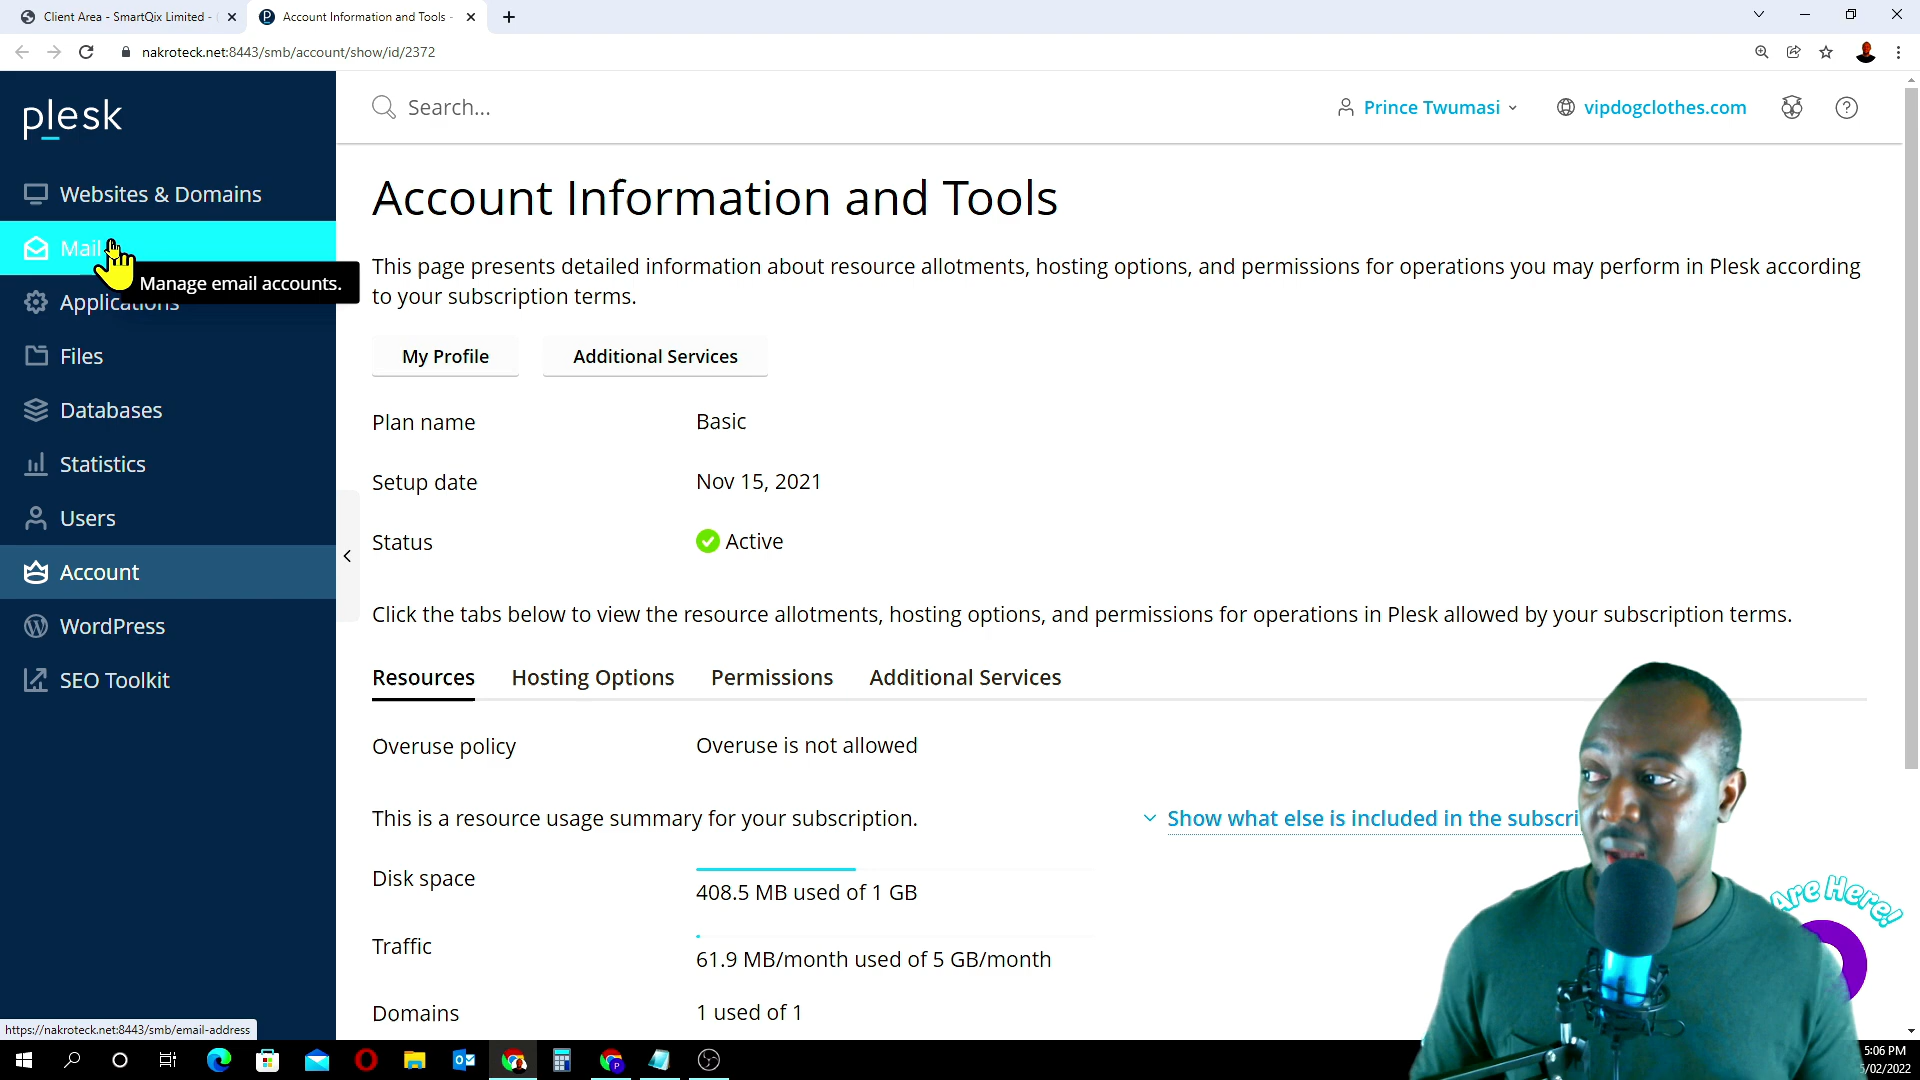 Client Area - SmartQix Limited -
Account Information and Tools -
nakroteck.net:8443/smb/account/show/id/2372
plesk
Search...
Prince Twumasi
vipdogclothes.com
Websites & Domains
Mail
Manage email accounts.
Applications
Files
Databases
Statistics
Users
Account
WordPress
SEO Toolkit
Account Information and Tools
This page presents detailed information about resource allotments, hosting options, and permissions for operations you may perform in Plesk according
to your subscription terms.
My Profile
Additional Services
Plan name
Basic
Setup date
Nov 15, 2021
Status
Active
Click the tabs below to view the resource allotments, hosting options, and permissions for operations in Plesk allowed by your subscription terms.
Resources
Hosting Options
Permissions
Additional Services
Overuse policy
Overuse is not allowed
This is a resource usage summary for your subscription.
Show what else is included in the subscri
Disk space
408.5 MB used of 1 GB
Traffic
61.9 MB/month used of 5 GB/month
Domains
1 used of 1
Are Here!
https://nakroteck.net:8443/smb/email-address
5:06 PM
/02/2022